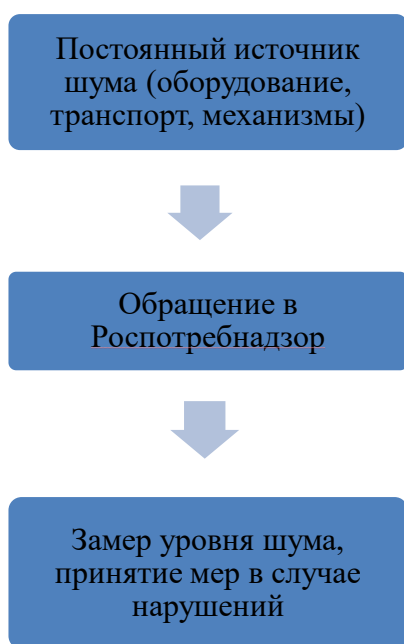 Постоянный источник
шума (оборудование,
транспорт, механизмы)
Обращение в
Роспотребнадзор
Замер уровня шума,
принятие мер в случае
нарушений